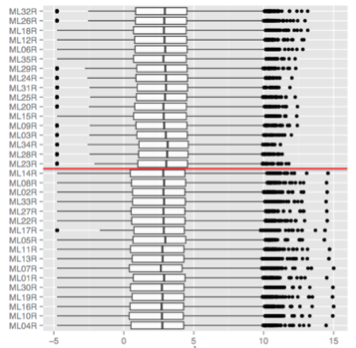 ML32R
ML26R
ML18R
ML12R
ML06R
ML35R
ML29R
ML24R
ML31R
ML25R
ML20R
ML15R
ML09R
ML03R
ML34R
ML28R
ML23R
ML14R
ML08R
ML02R
ML33R
ML27R
ML22R
ML17R
ML05R
ML11R
ML13R
ML07R
ML01R
ML30R
ML19R
ML16R
ML10R
ML04R
−5 0 5 10 15